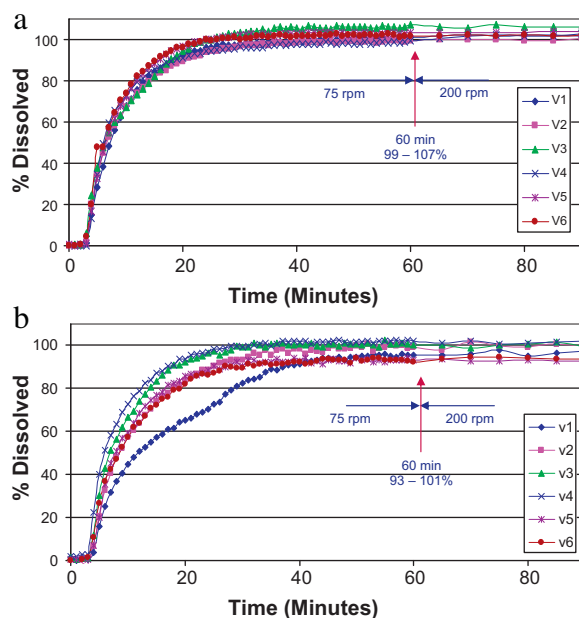 a
% Dissolved
100
80
60
40
20
0
75 rpm
200 rpm
60 min
99 – 107%
V1
V2
V3
V4
V5
V6
0
20
40
60
80
Time (Minutes)
b
% Dissolved
100
80
60
40
20
0
75 rpm
200 rpm
60 min
93 – 101%
v1
v2
v3
v4
v5
v6
0
20
40
60
80
Time (Minutes)